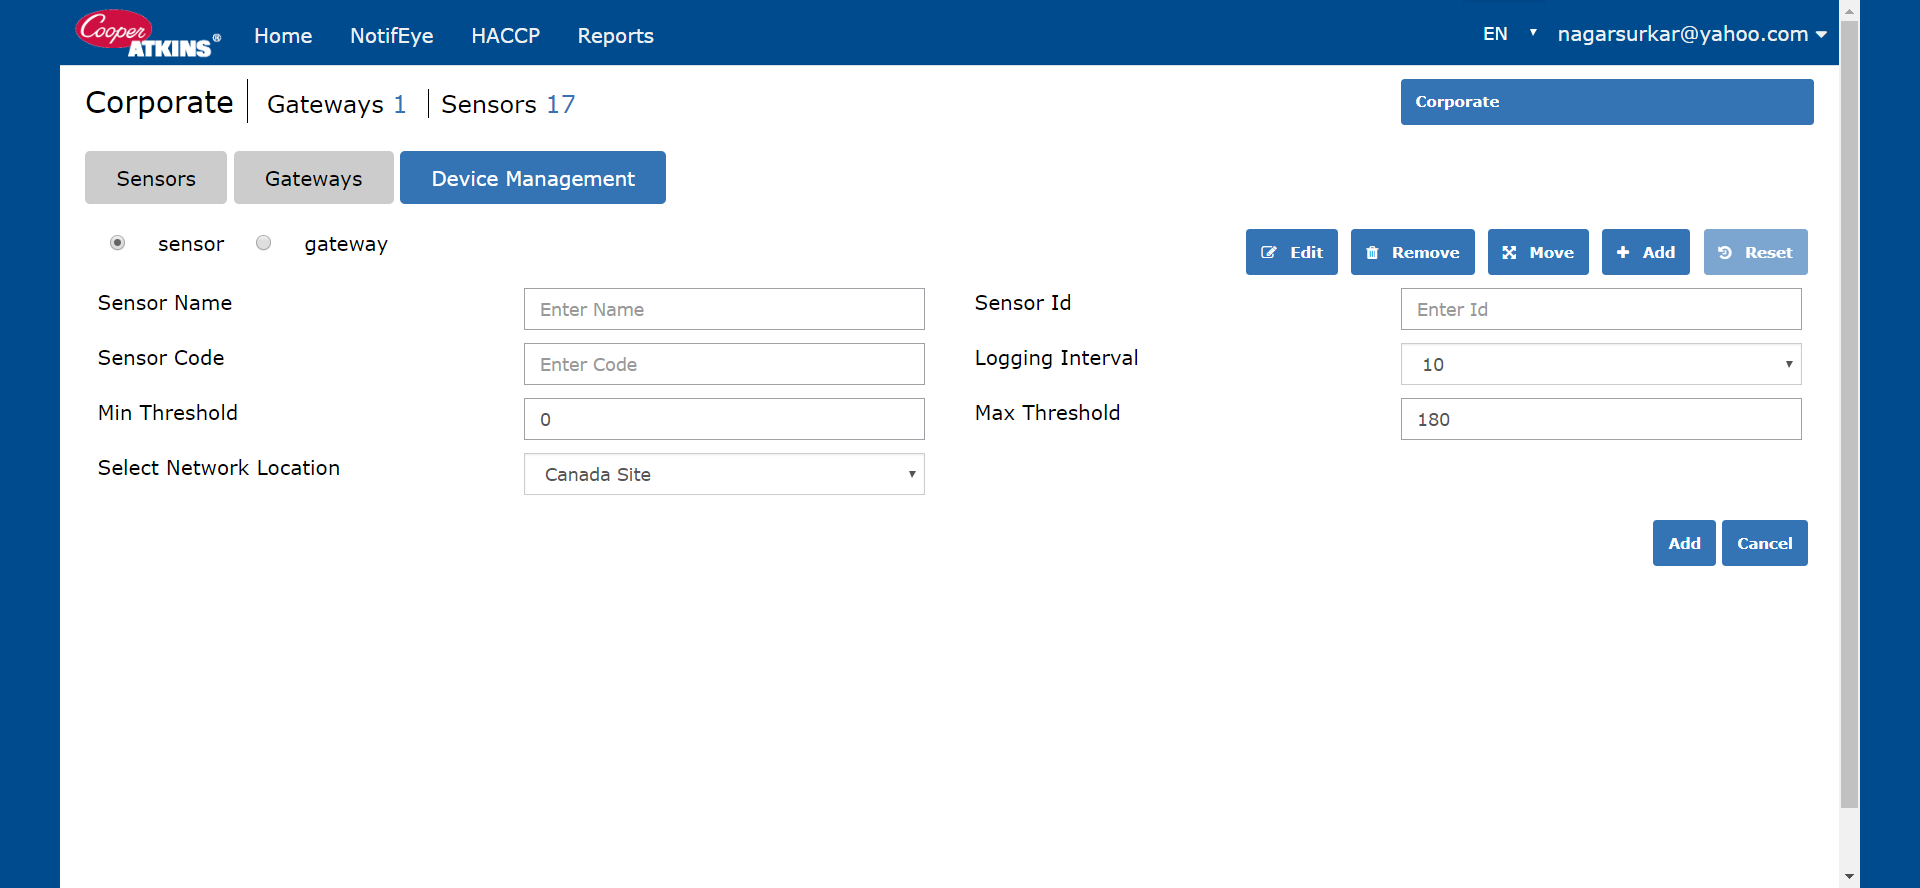 Cooper ATKINS® Home NotifEye HACCP Reports EN nagarsurkar@yahoo.com
Corporate Gateways 1 Sensors 17 Corporate
Sensors Gateways Device Management
sensor gateway Edit Remove Move Add Reset
Sensor Name Enter Name Sensor Id Enter Id
Sensor Code Enter Code Logging Interval 10
Min Threshold 0 Max Threshold 180
Select Network Location Canada Site
Add Cancel